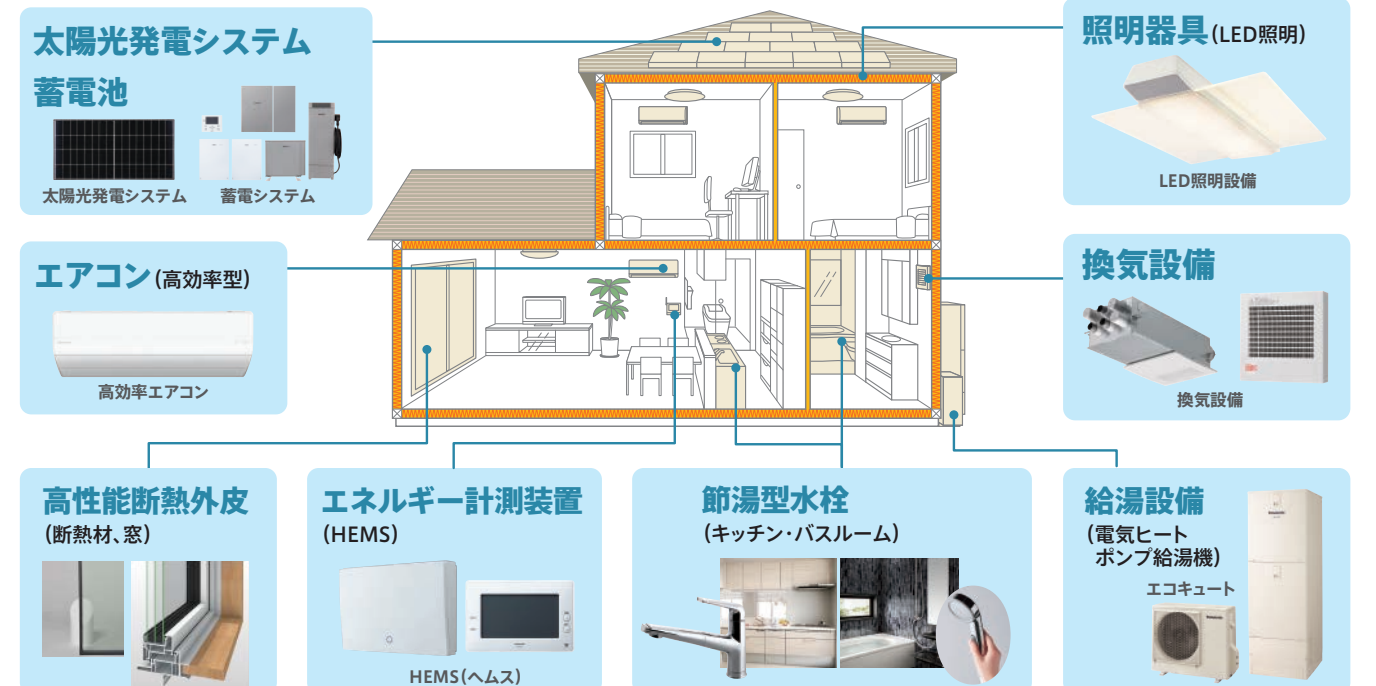 太陽光発電システム
蓄電池
太陽光発電システム
蓄電システム
照明器具(LED照明)
LED照明設備
エアコン(高効率型)
高効率エアコン
換気設備
換気設備
高性能断熱外皮
(断熱材、窓)
エネルギー計測装置
(HEMS)
HEMS(ヘムス)
節湯型水栓
(キッチン・バスルーム)
給湯設備
(電気ヒート
ポンプ給湯機)
エコキュート